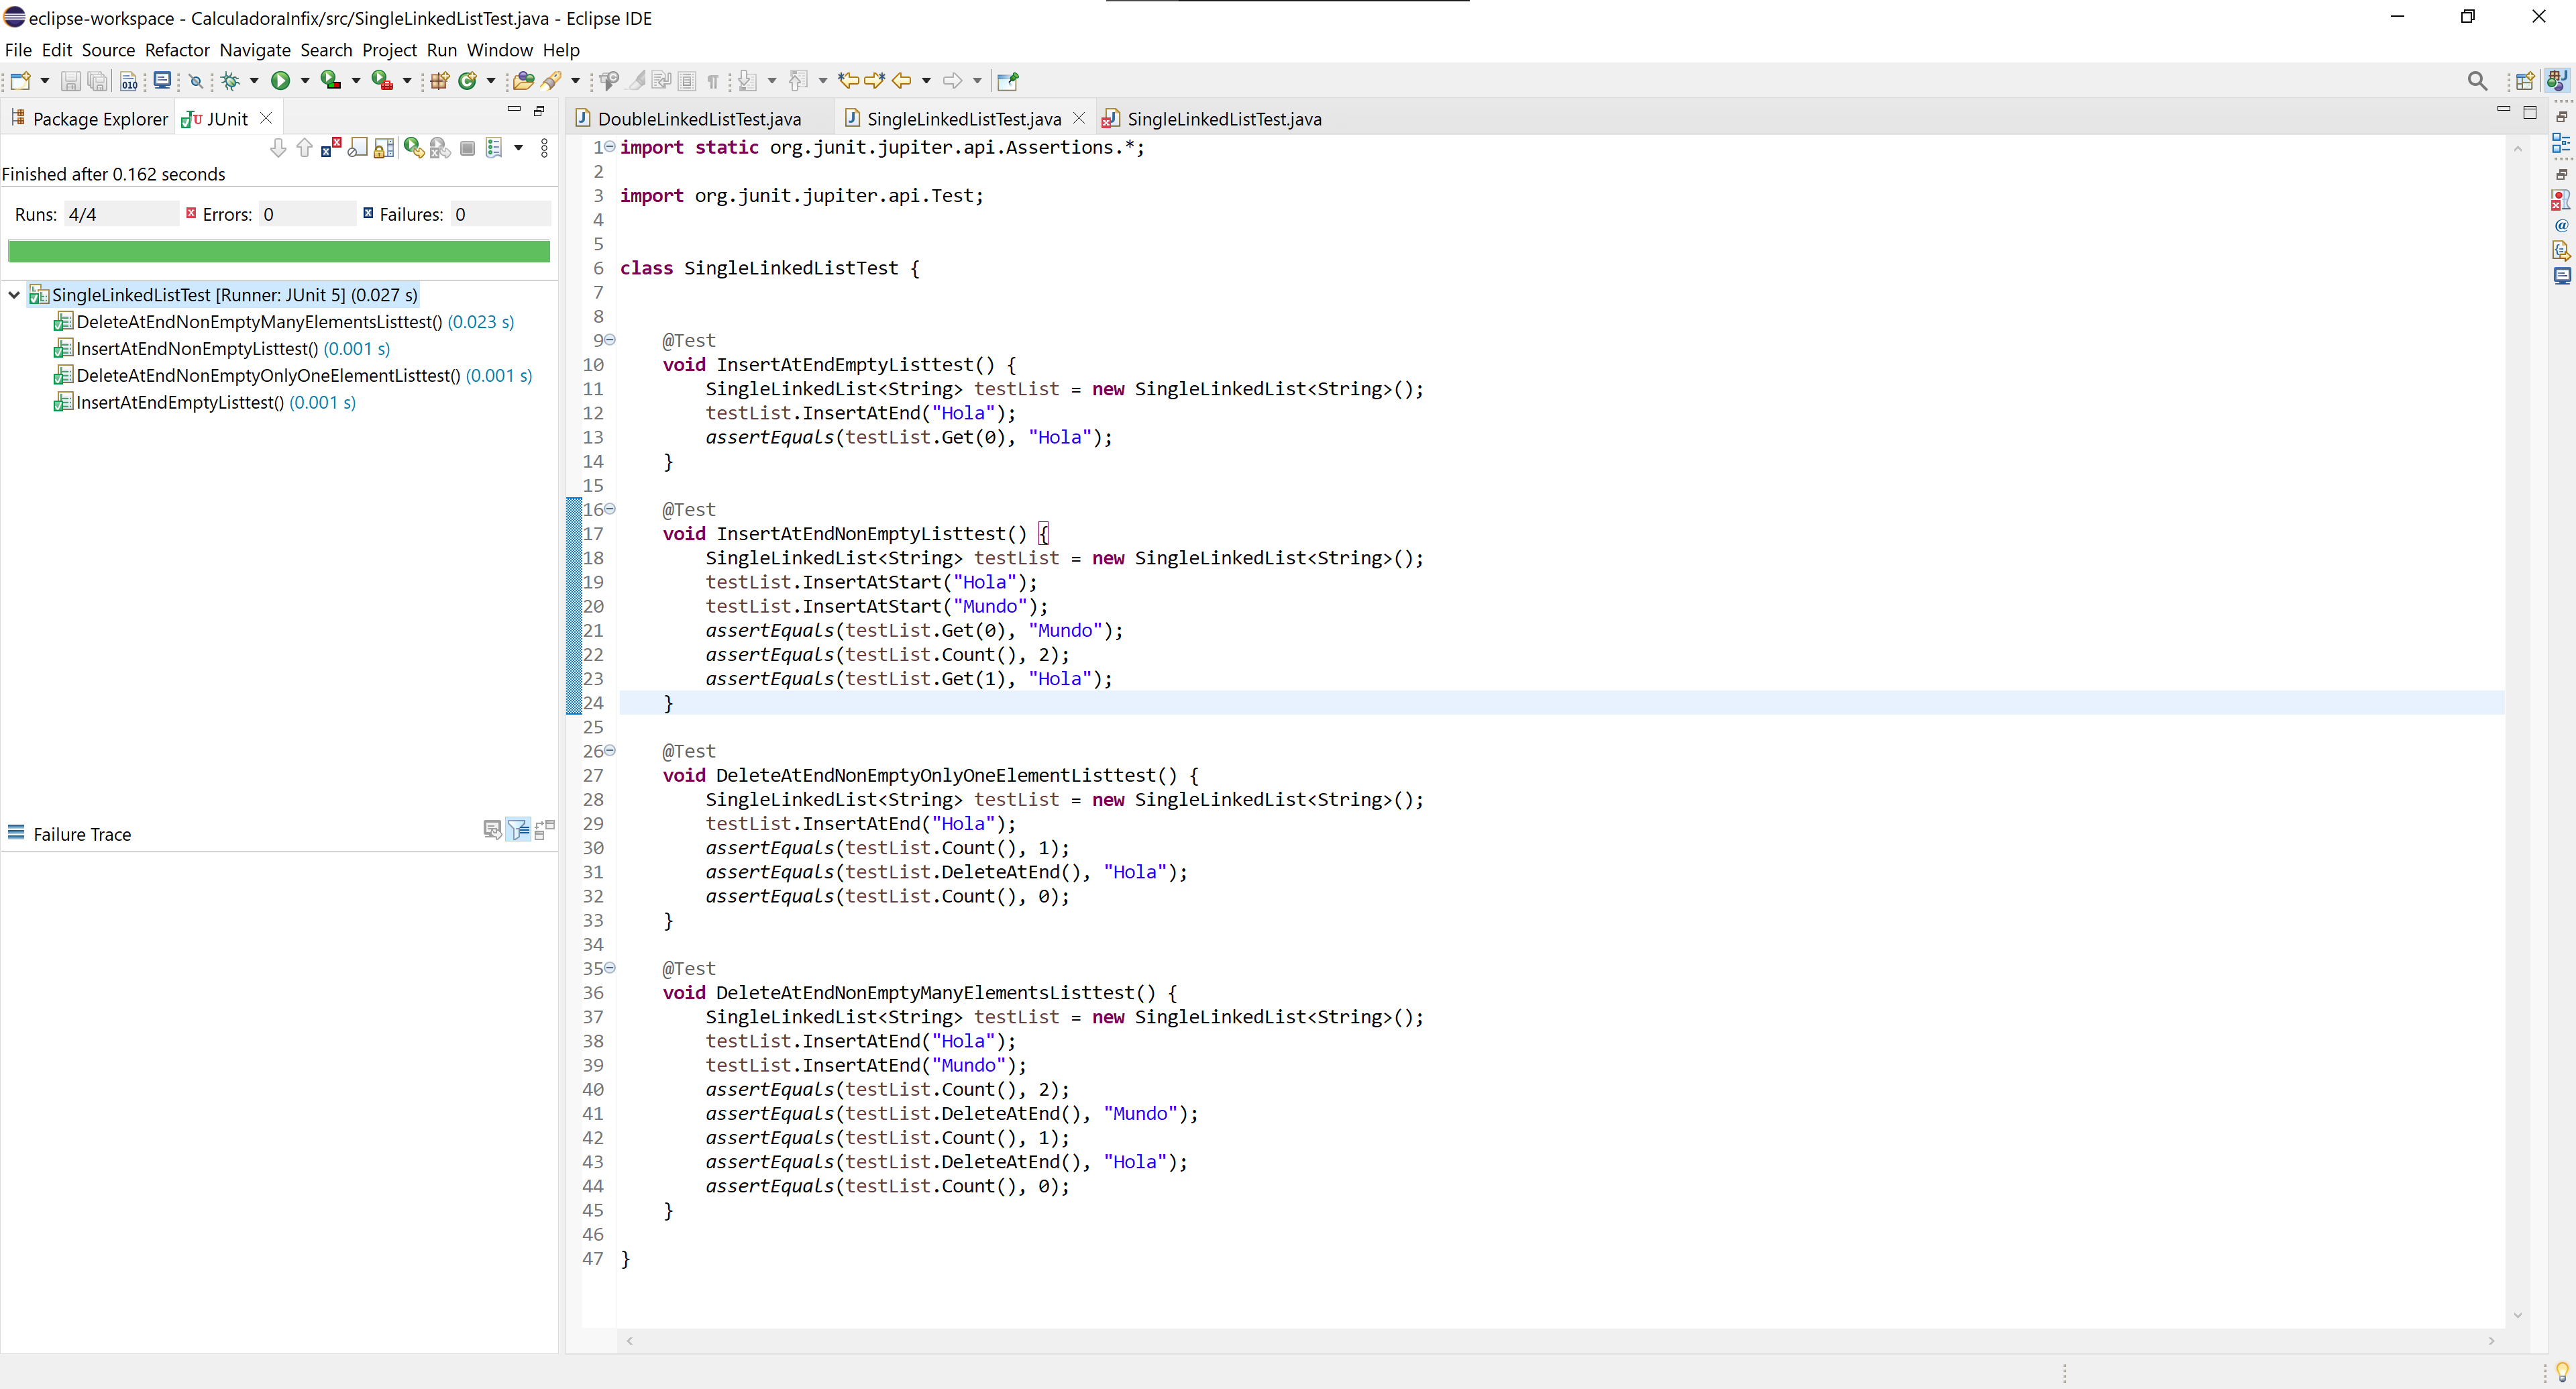 eclipse-workspace - CalculadoraInfix/src/SingleLinkedListTest.java - Eclipse IDE
File Edit Source Refactor Navigate Search Project Run Window Help
Package Explorer JUnit
Finished after 0.162 seconds
Runs: 4/4 Errors: 0 Failures: 0
SingleLinkedListTest [Runner: JUnit 5] (0.027 s)
DeleteAtEndNonEmptyManyElementsListtest() (0.023 s)
InsertAtEndNonEmptyListtest() (0.001 s)
DeleteAtEndNonEmptyOnlyOneElementListtest() (0.001 s)
InsertAtEndEmptyListtest() (0.001 s)
Failure Trace
DoubleLinkedListTest.java SingleLinkedListTest.java SingleLinkedListTest.java
1 import static org.junit.jupiter.api.Assertions.*;
2
3 import org.junit.jupiter.api.Test;
4
5
6 class SingleLinkedListTest {
7
8
9 @Test
10 void InsertAtEndEmptyListtest() {
11 SingleLinkedList<String> testList = new SingleLinkedList<String>();
12 testList.InsertAtEnd("Hola");
13 assertEquals(testList.Get(0), "Hola");
14 }
15
16 @Test
17 void InsertAtEndNonEmptyListtest() {
18 SingleLinkedList<String> testList = new SingleLinkedList<String>();
19 testList.InsertAtStart("Hola");
20 testList.InsertAtStart("Mundo");
21 assertEquals(testList.Get(0), "Mundo");
22 assertEquals(testList.Count(), 2);
23 assertEquals(testList.Get(1), "Hola");
24 }
25
26 @Test
27 void DeleteAtEndNonEmptyOnlyOneElementListtest() {
28 SingleLinkedList<String> testList = new SingleLinkedList<String>();
29 testList.InsertAtEnd("Hola");
30 assertEquals(testList.Count(), 1);
31 assertEquals(testList.DeleteAtEnd(), "Hola");
32 assertEquals(testList.Count(), 0);
33 }
34
35 @Test
36 void DeleteAtEndNonEmptyManyElementsListtest() {
37 SingleLinkedList<String> testList = new SingleLinkedList<String>();
38 testList.InsertAtEnd("Hola");
39 testList.InsertAtEnd("Mundo");
40 assertEquals(testList.Count(), 2);
41 assertEquals(testList.DeleteAtEnd(), "Mundo");
42 assertEquals(testList.Count(), 1);
43 assertEquals(testList.DeleteAtEnd(), "Hola");
44 assertEquals(testList.Count(), 0);
45 }
46
47 }